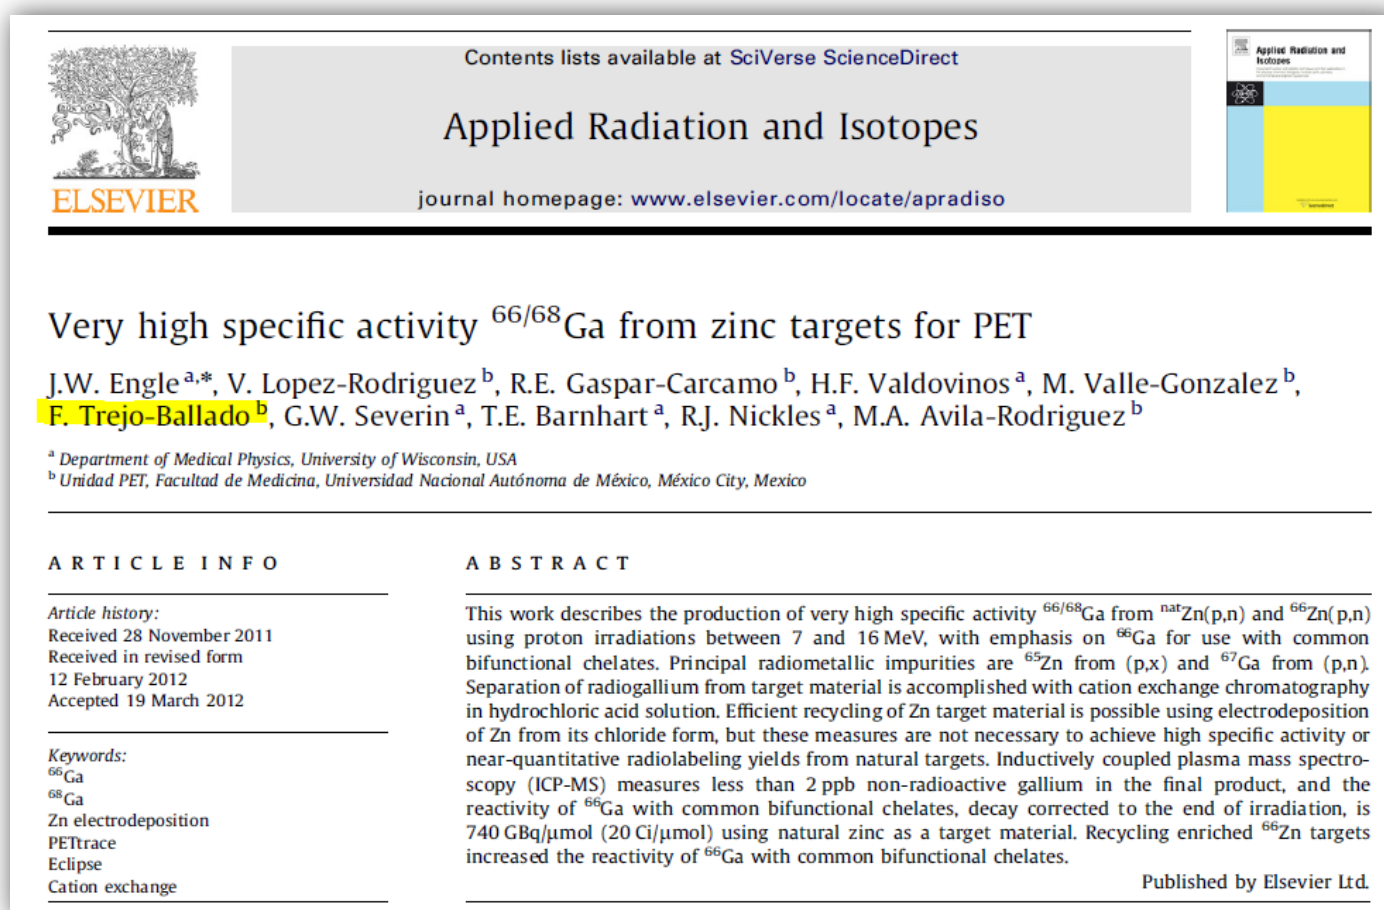 Contents lists available at SciVerse ScienceDirect
Applied Radiation and Isotopes
journal homepage: www.elsevier.com/locate/apradiso
ELSEVIER
Applied Radiation and
Isotopes
Very high specific activity 66/68Ga from zinc targets for PET
J.W. Engle a,*, V. Lopez-Rodriguez b, R.E. Gaspar-Carcamo b, H.F. Valdovinos a, M. Valle-Gonzalez b,
F. Trejo-Ballado b, G.W. Severin a, T.E. Barnhart a, R.J. Nickles a, M.A. Avila-Rodriguez b
a Department of Medical Physics, University of Wisconsin, USA
b Unidad PET, Facultad de Medicina, Universidad Nacional Autónoma de México, México City, Mexico
ARTICLE INFO
Article history:
Received 28 November 2011
Received in revised form
12 February 2012
Accepted 19 March 2012
Keywords:
66Ga
68Ga
Zn electrodeposition
PETtrace
Eclipse
Cation exchange
ABSTRACT
This work describes the production of very high specific activity 66/68Ga from natZn(p,n) and 66Zn(p,n)
using proton irradiations between 7 and 16 MeV, with emphasis on 66Ga for use with common
bifunctional chelates. Principal radiometallic impurities are 65Zn from (p,x) and 67Ga from (p,n).
Separation of radiogallium from target material is accomplished with cation exchange chromatography
in hydrochloric acid solution. Efficient recycling of Zn target material is possible using electrodeposition
of Zn from its chloride form, but these measures are not necessary to achieve high specific activity or
near-quantitative radiolabeling yields from natural targets. Inductively coupled plasma mass spectro-
scopy (ICP-MS) measures less than 2 ppb non-radioactive gallium in the final product, and the
reactivity of 66Ga with common bifunctional chelates, decay corrected to the end of irradiation, is
740 GBq/μmol (20 Ci/μmol) using natural zinc as a target material. Recycling enriched 66Zn targets
increased the reactivity of 66Ga with common bifunctional chelates.
Published by Elsevier Ltd.